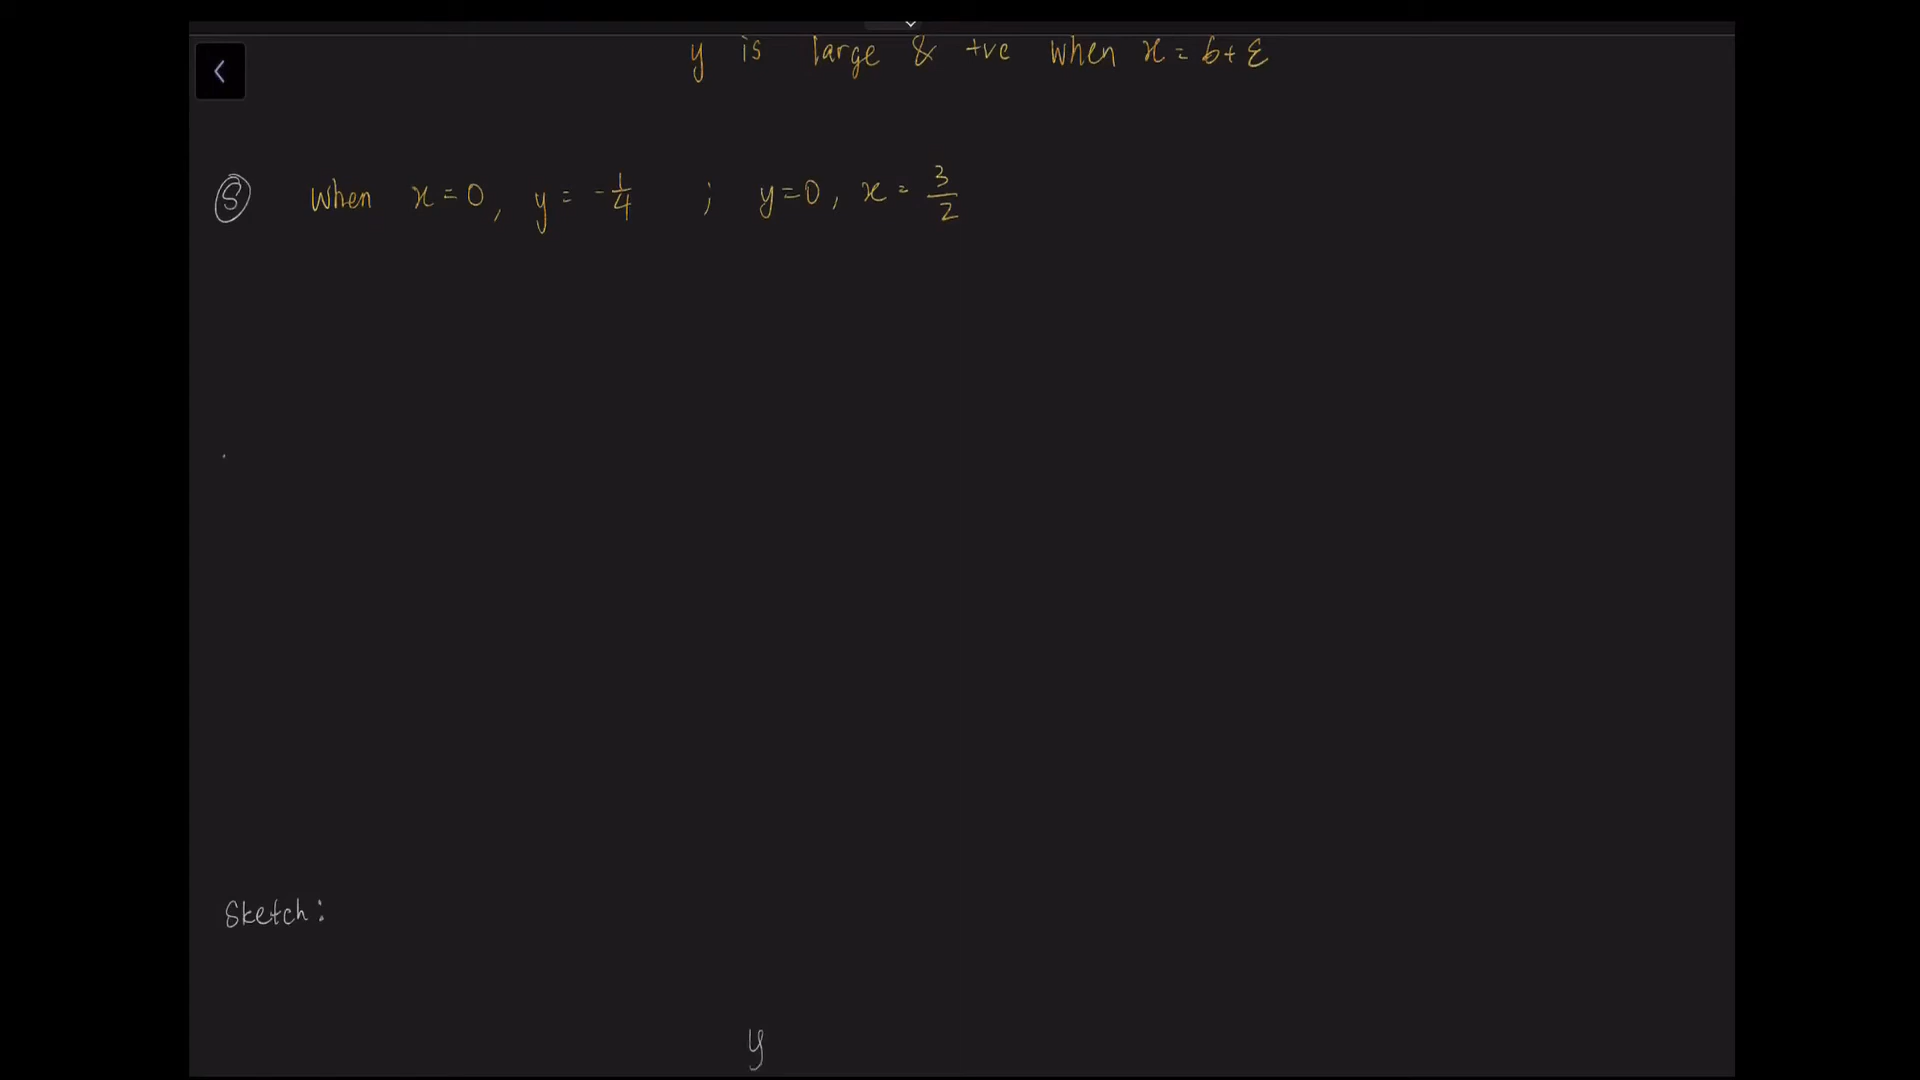 y is large & +ve when x = 6 + ε
⑤ When x = 0, y = -1/4 ; y = 0, x = 3/2
Sketch:
y